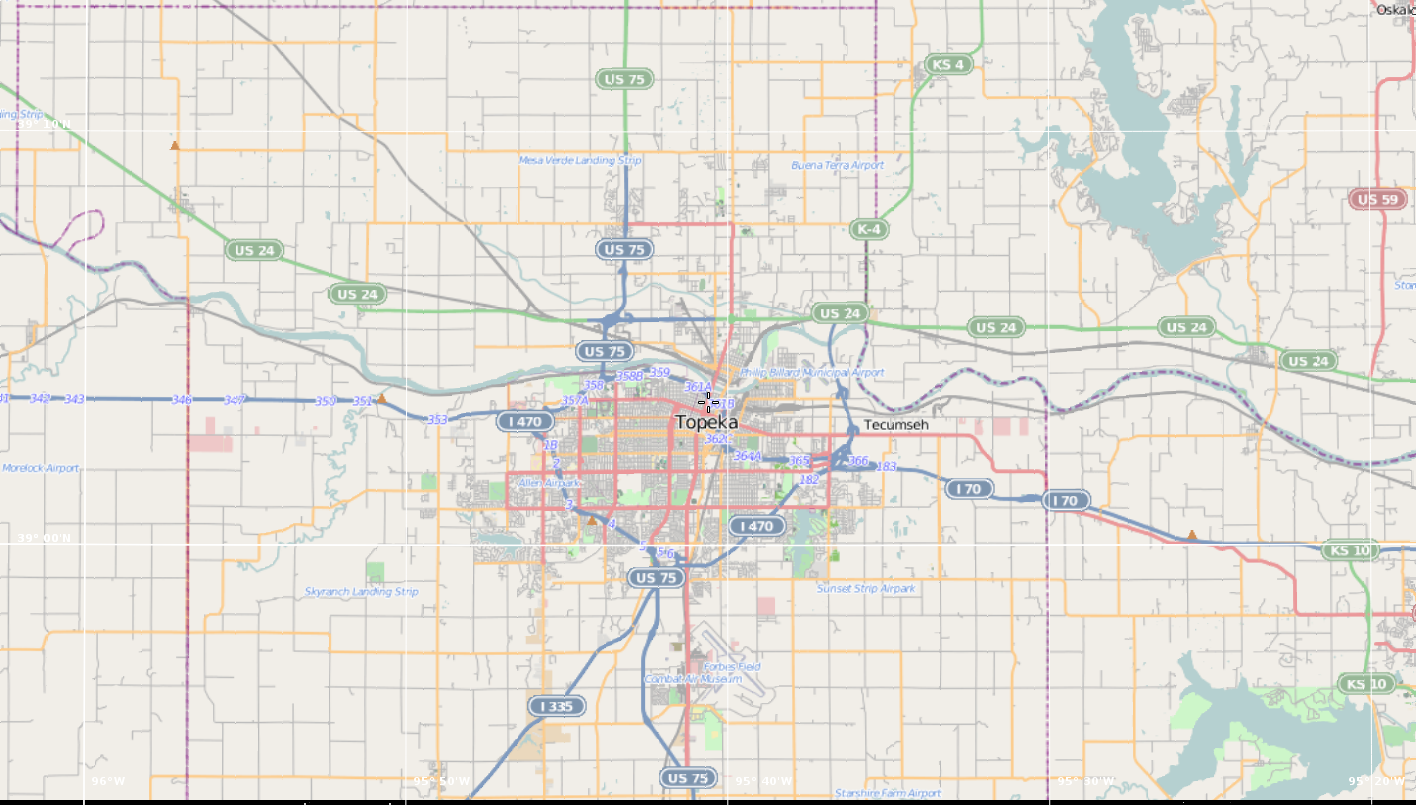 Oskal
US 75
KS 4
ing Strip
39° 10'N
Mesa Verde Landing Strip
Buena Terra Airport
US 59
K-4
US 24
US 75
US 24
Ston
US 24
US 24
US 24
US 75
US 24
358B
359
Philip Billard Municipal Airport
358
361A
341
342
343
346
347
350
351
357A
361B
353
I 470
Topeka
Tecumseh
1B
362C
364A
365
366
183
2
Morelock Airport
182
Allen Airpark
I 70
I 70
3
4
I 470
39° 00'N
5
6
KS 10
US 75
Skyranch Landing Strip
Sunset Strip Airpark
Forbes Field
Combat Air Museum
KS 10
I 335
US 75
96°W
95° 50'W
95° 40'W
95° 30'W
95° 20'W
Starshire Farm Airport